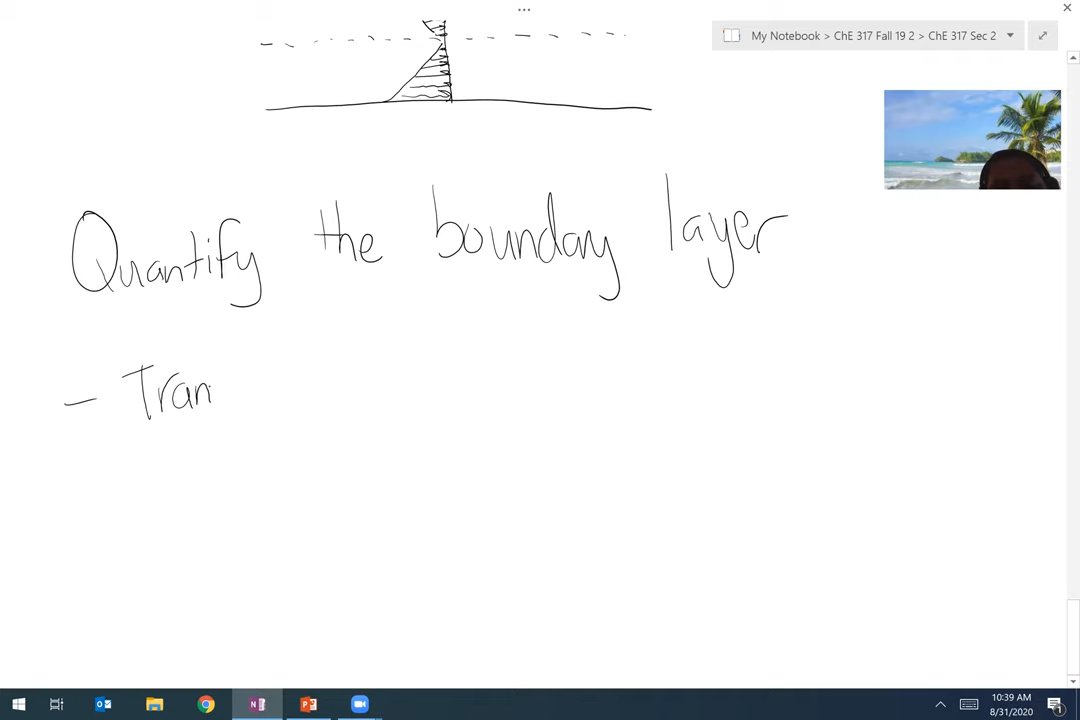 My Notebook > ChE 317 Fall 19 2 > ChE 317 Sec 2
Quantify the bounday layer
- Tran
10:39 AM
8/31/2020